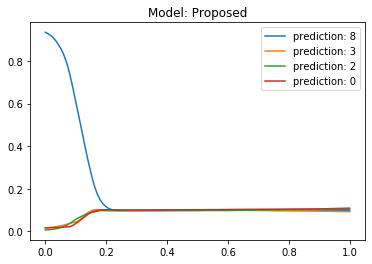 Model: Proposed
prediction: 8
prediction: 3
prediction: 2
prediction: 0
0.8
0.6
0.4
0.2
0.0
0.0 0.2 0.4 0.6 0.8 1.0